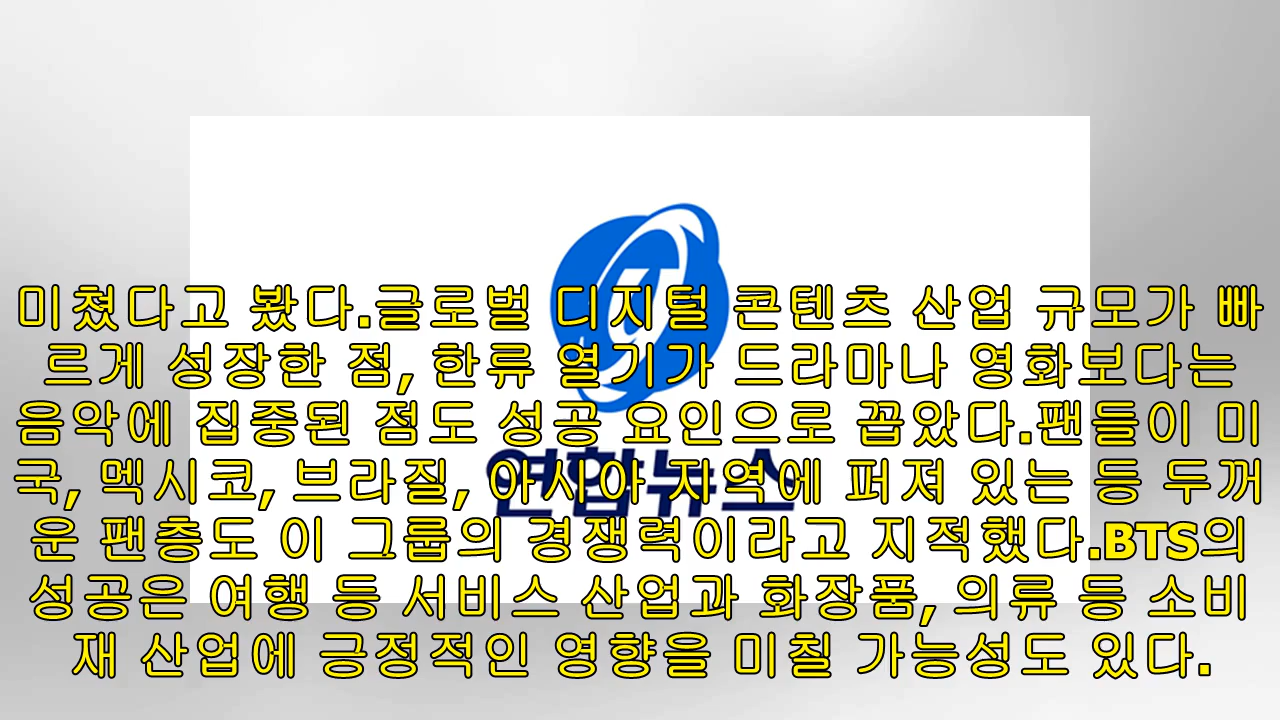 미쳤다고 봤다.글로벌 디지털 콘텐츠 산업 규모가 빠
르게 성장한 점, 한류 열기가 드라마나 영화보다는
음악에 집중된 점도 성공 요인으로 꼽았다.팬들이 미
국, 멕시코, 브라질, 아시아 지역에 퍼져 있는 등 두꺼
연합뉴스
운 팬층도 이 그룹의 경쟁력이라고 지적했다.BTS의
성공은 여행 등 서비스 산업과 화장품, 의류 등 소비
재 산업에 긍정적인 영향을 미칠 가능성도 있다.